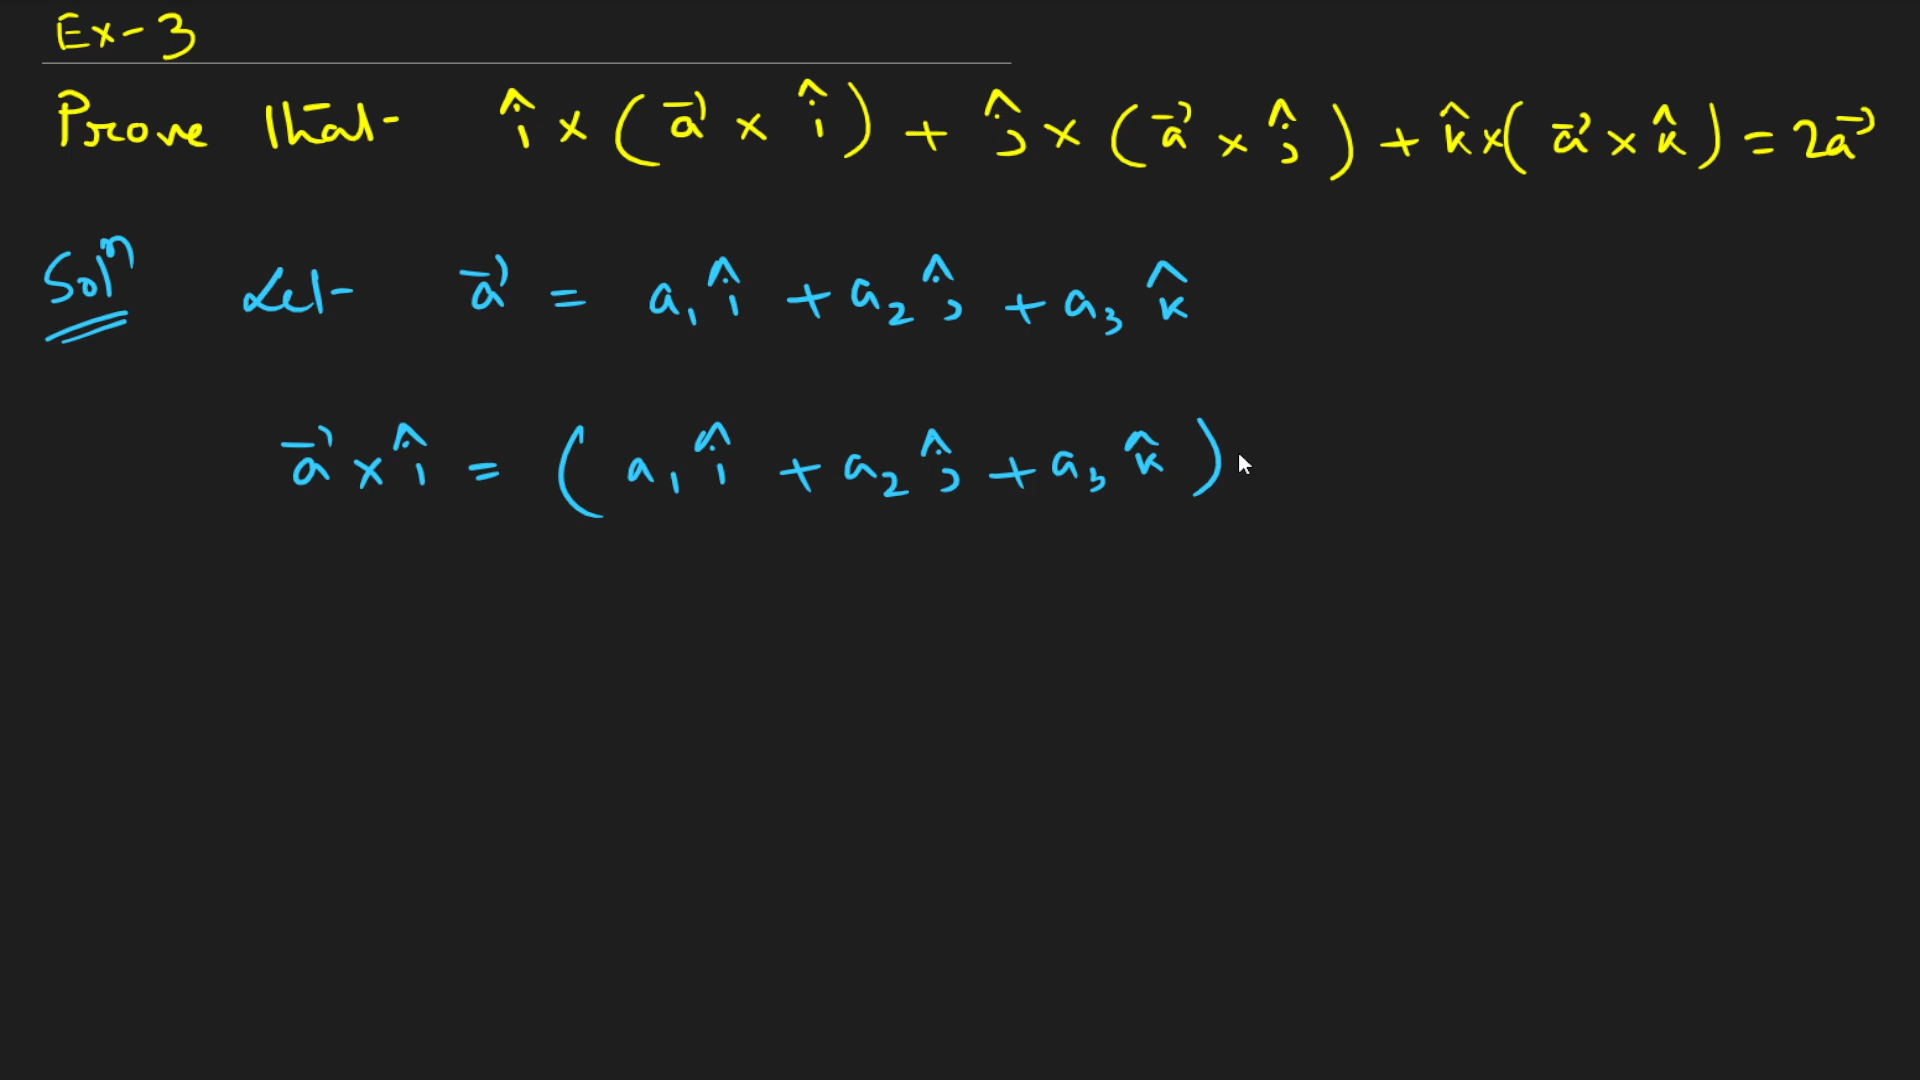 Ex-3
Prove that î × (a⃗ × î) + ĵ × (a⃗ × ĵ) + k̂ × (a⃗ × k̂) = 2a⃗
Solⁿ Let a⃗ = a₁î + a₂ĵ + a₃k̂
a⃗ × î = (a₁î + a₂ĵ + a₃k̂)